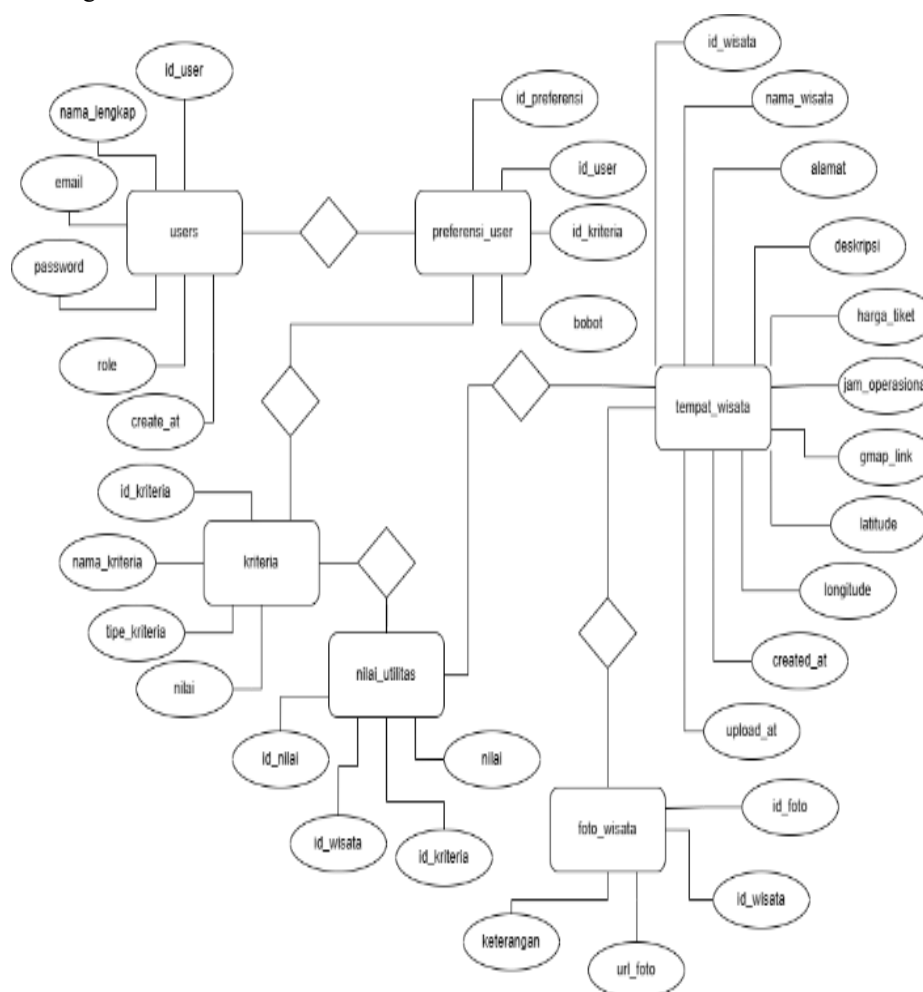 id_user
nama_lengkap
email
password
users
role
create_at
id_preferensi
id_user
id_kriteria
preferensi_user
bobot
id_wisata
nama_wisata
alamat
deskripsi
harga_tiket
jam_operasiona
tempat_wisata
gmap_link
latitude
longitude
created_at
upload_at
id_kriteria
nama_kriteria
kriteria
tipe_kriteria
nilai
nilai_utilitas
id_nilai
nilai
id_wisata
id_kriteria
foto_wisata
id_foto
id_wisata
keterangan
url_foto